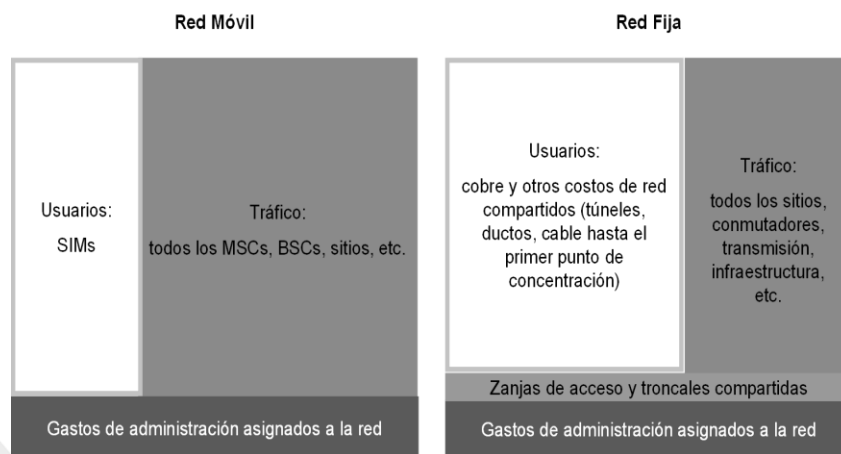 Red Móvil
Usuarios:
SIMs
Tráfico:
todos los MSCs, BSCs, sitios, etc.
Gastos de administración asignados a la red
Red Fija
Usuarios:
cobre y otros costos de red
compartidos (túneles,
ductos, cable hasta el
primer punto de
concentración)
Tráfico:
todos los sitios,
conmutadores,
transmisión,
infraestructura,
etc.
Zanjas de acceso y troncales compartidas
Gastos de administración asignados a la red